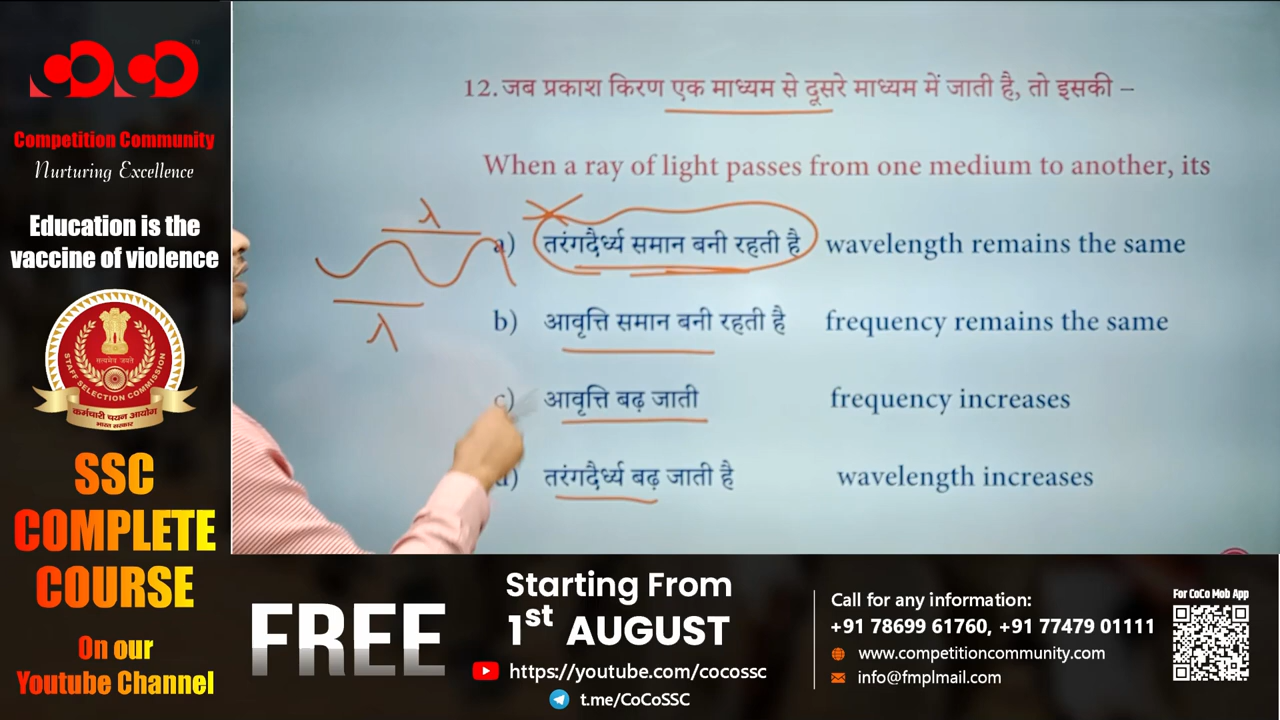 Competition Community
Nurturing Excellence
Education is the
vaccine of violence
STAFF SELECTION COMMISSION
सत्यमेव जयते
कर्मचारी चयन आयोग
भारत सरकार
SSC
COMPLETE
COURSE
On our
Youtube Channel
12. जब प्रकाश किरण एक माध्यम से दूसरे माध्यम में जाती है, तो इसकी –
When a ray of light passes from one medium to another, its
λ
λ
a) तरंगदैर्ध्य समान बनी रहती है wavelength remains the same
b) आवृत्ति समान बनी रहती है frequency remains the same
c) आवृत्ति बढ़ जाती frequency increases
d) तरंगदैर्ध्य बढ़ जाती है wavelength increases
FREE
Starting From
1st AUGUST
https://youtube.com/cocossc
t.me/CoCoSSC
Call for any information:
+91 78699 61760, +91 77479 01111
www.competitioncommunity.com
info@fmplmail.com
For CoCo Mob App